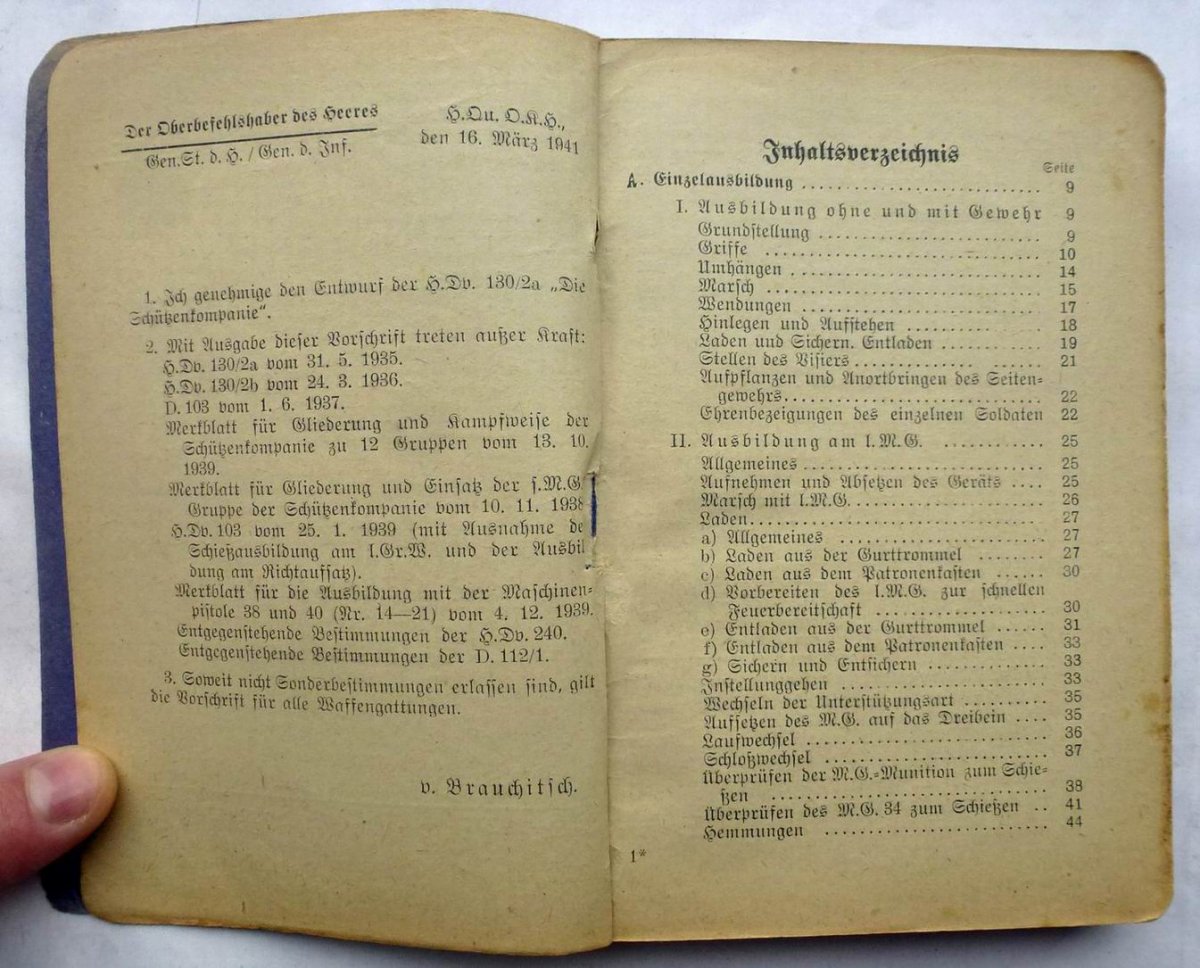 Der Oberbefehlshaber des Heeres
Gen.St. d. H. / Gen. d. Inf.
H.Qu. O.K.H.,
den 16. März 1941
1. Ich genehmige den Entwurf der H.Dv. 130/2a „Die
Schützenkompanie“.
2. Mit Ausgabe dieser Vorschrift treten außer Kraft:
H.Dv. 130/2a vom 31. 5. 1935.
H.Dv. 130/2b vom 24. 3. 1936.
D. 103 vom 1. 6. 1937.
Merkblatt für Gliederung und Kampfweise der
Schützenkompanie zu 12 Gruppen vom 13. 10.
1939.
Merkblatt für Gliederung und Einsatz der s.M.G.
Gruppe der Schützenkompanie vom 10. 11. 1938
H.Dv. 103 vom 25. 1. 1939 (mit Ausnahme de
Schießausbildung am l.Gr.W. und der Ausbil
dung am Richtaufsatz).
Merkblatt für die Ausbildung mit der Maschinen-
pistole 38 und 40 (Nr. 14—21) vom 4. 12. 1939.
Entgegenstehende Bestimmungen der H.Dv. 240.
Entgegenstehende Bestimmungen der D. 112/1.
3. Soweit nicht Sonderbestimmungen erlassen sind, gilt
die Vorschrift für alle Waffengattungen.
v. Brauchitsch.
Inhaltsverzeichnis
Seite
A. Einzelausbildung ............................ 9
I. Ausbildung ohne und mit Gewehr 9
Grundstellung ......................... 9
Griffe ............................... 10
Umhängen ............................ 14
Marsch ............................... 15
Wendungen .......................... 17
Hinlegen und Aufstehen ............... 18
Laden und Sichern. Entladen ........... 19
Stellen des Visiers ..................... 21
Aufpflanzen und Anortbringen des Seiten-
gewehrs ............................. 22
Ehrenbezeigungen des einzelnen Soldaten 22
II. Ausbildung am l.M.G. ........... 25
Allgemeines ........................... 25
Aufnehmen und Absetzen des Geräts .... 25
Marsch mit l.M.G. ..................... 26
Laden ................................ 27
a) Allgemeines ....................... 27
b) Laden aus der Gurttrommel ........ 27
c) Laden aus dem Patronenkasten ...... 30
d) Vorbereiten des l.M.G. zur schnellen
Feuerbereitschaft ................... 30
e) Entladen aus der Gurttrommel ...... 31
f) Entladen aus dem Patronenkasten .... 33
g) Sichern und Entsichern ............. 33
Instellunggehen ....................... 33
Wechseln der Unterstützungsart .......... 35
Aufsetzen des M.G. auf das Dreibein .... 35
Laufwechsel ........................... 36
Schloßwechsel ......................... 37
Überprüfen der M.G.-Munition zum Schie-
ßen ................................. 38
Überprüfen des M.G. 34 zum Schießen .. 41
Hemmungen .......................... 44
1*